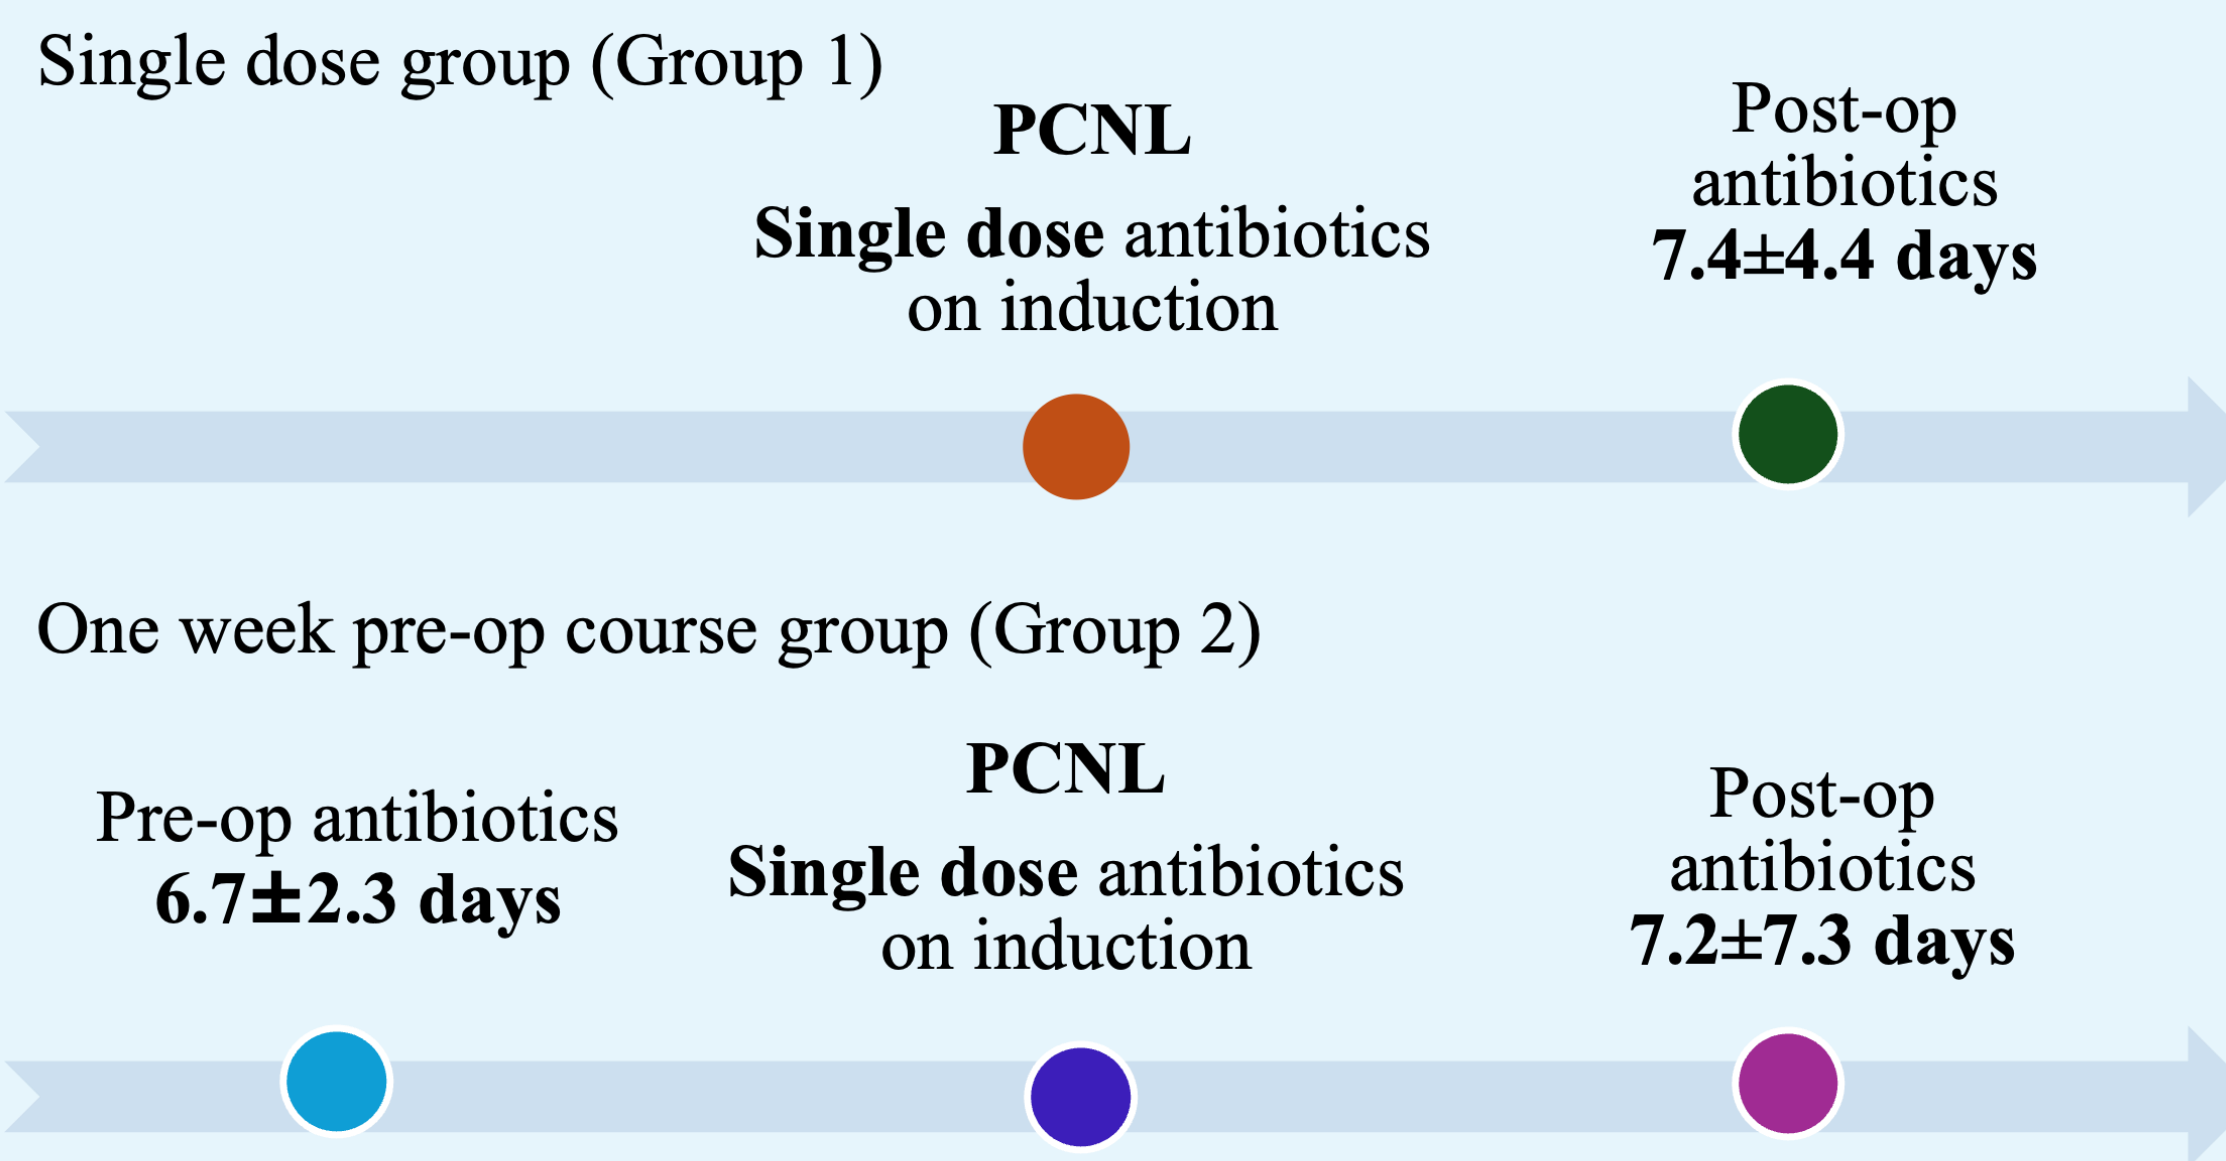 Single dose group (Group 1)
PCNL
Single dose antibiotics
on induction
Post-op
antibiotics
7.4±4.4 days
One week pre-op course group (Group 2)
Pre-op antibiotics
6.7±2.3 days
PCNL
Single dose antibiotics
on induction
Post-op
antibiotics
7.2±7.3 days